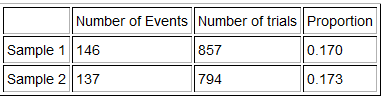 Number of Events Number of trials Proportion
Sample 1 146 857 0.170
Sample 2 137 794 0.173